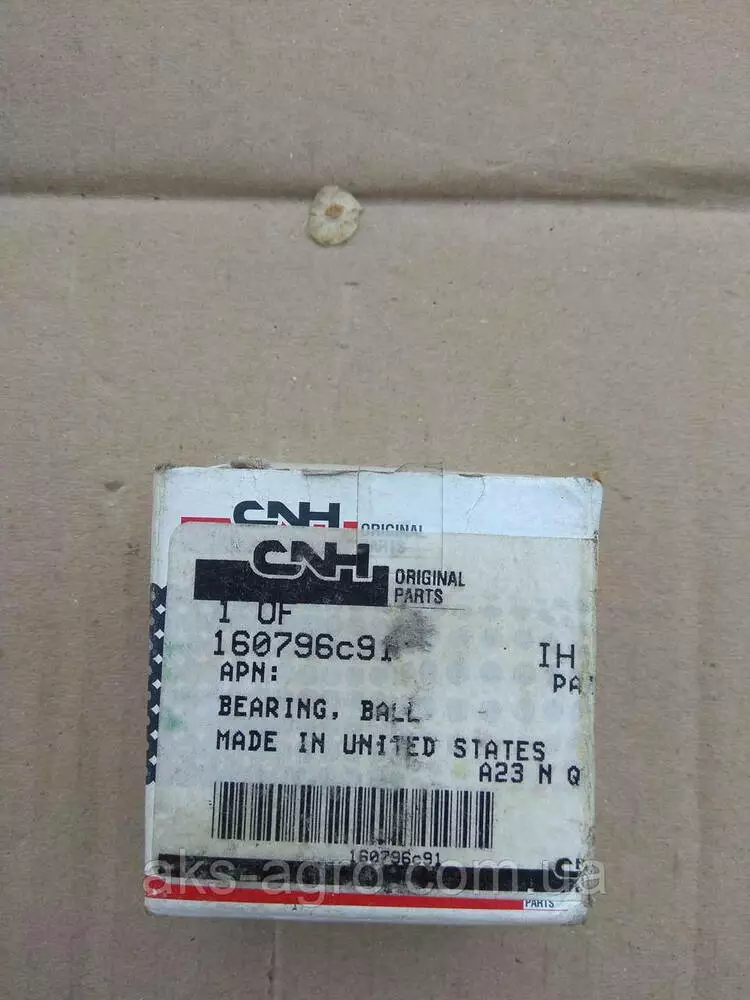 CNH ORIGINAL
CNH ORIGINAL
PARTS
1 OF
160796c91 IH
APN: PA
BEARING, BALL
MADE IN UNITED STATES
A23 N Q
160796c91
aks-agro.com.ua
PARTS